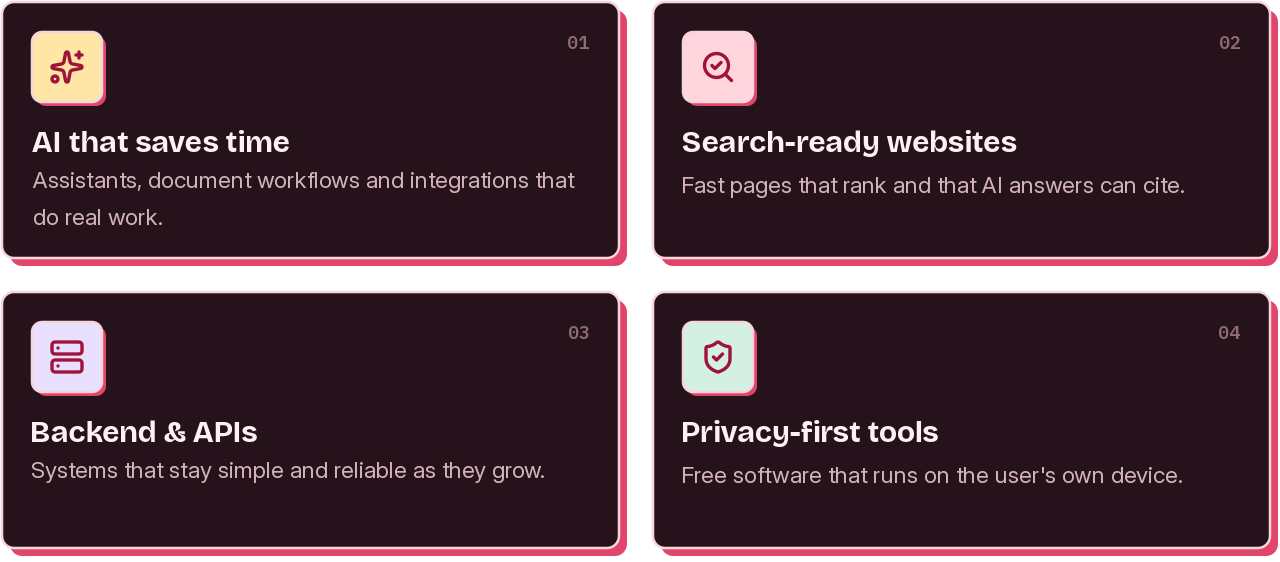 01
AI that saves time
Assistants, document workflows and integrations that
do real work.
02
Search-ready websites
Fast pages that rank and that AI answers can cite.
03
Backend & APIs
Systems that stay simple and reliable as they grow.
04
Privacy-first tools
Free software that runs on the user's own device.